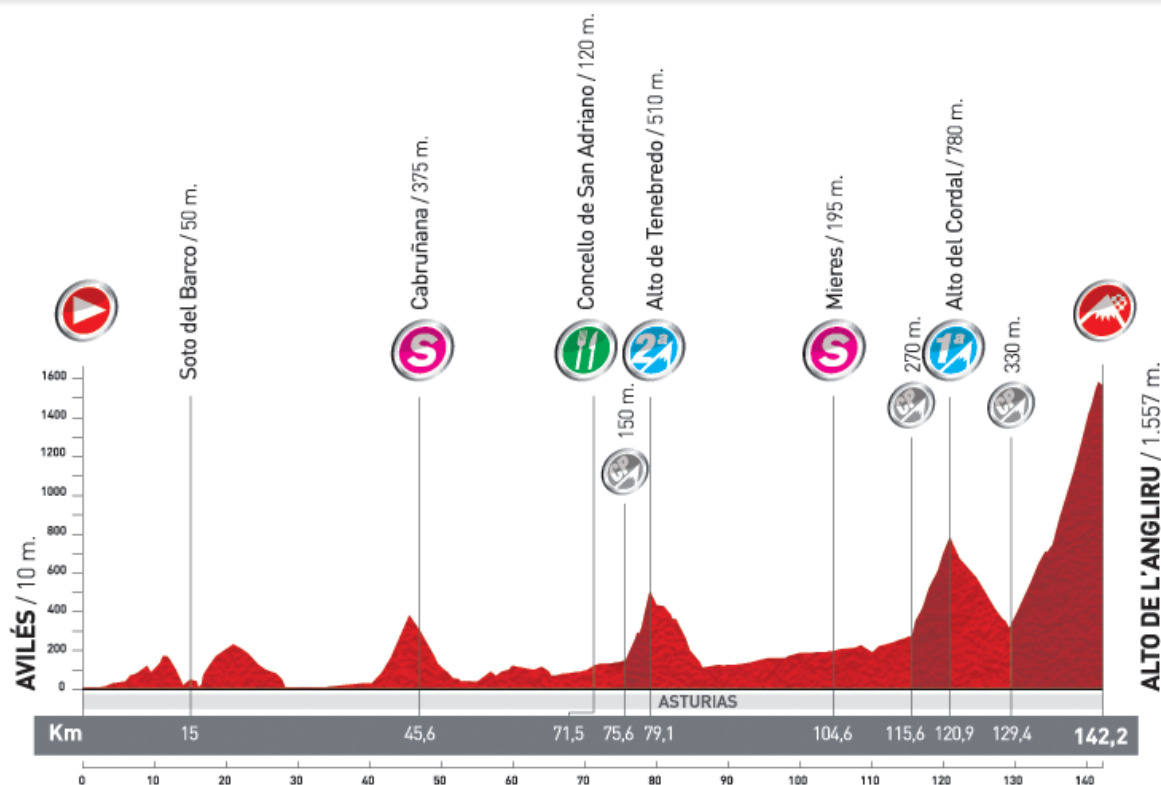 Soto del Barco / 50 m.
Cabruñana / 375 m.
Concello de San Adriano / 120 m.
Alto de Tenebredo / 510 m.
Mieres / 195 m.
Alto del Cordal / 780 m.
S
2ª
S
1ª
150 m.
270 m.
330 m.
CP
CP
CP
1600
1400
1200
1000
800
600
400
200
0
AVILÉS / 10 m.
ALTO DE L'ANGLIRU / 1.557 m.
ASTURIAS
Km 15 45,6 71,5 75,6 79,1 104,6 115,6 120,9 129,4 142,2
0 10 20 30 40 50 60 70 80 90 100 110 120 130 140